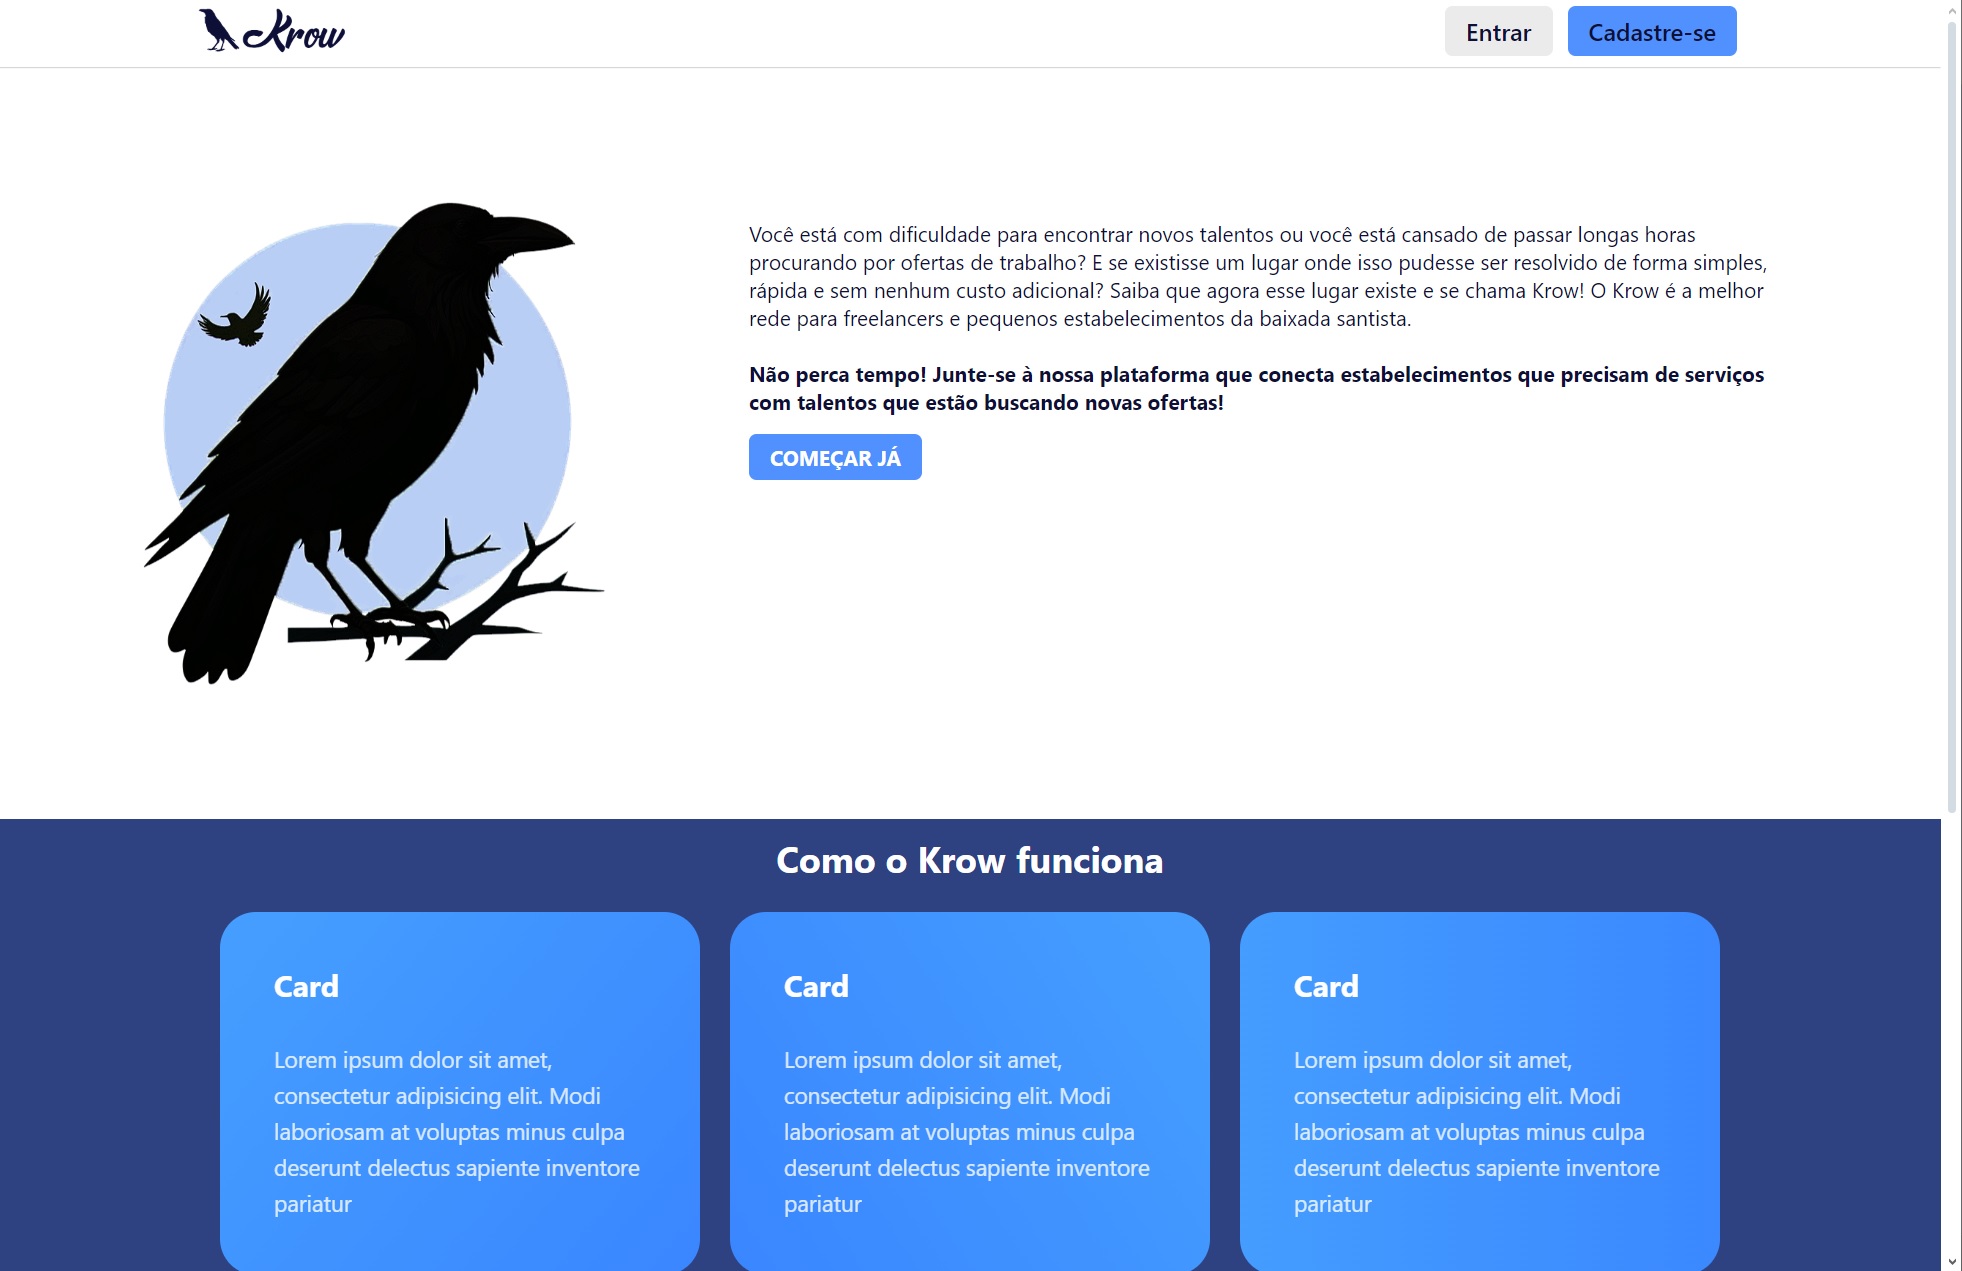 Krow
Entrar
Cadastre-se
Você está com dificuldade para encontrar novos talentos ou você está cansado de passar longas horas
procurando por ofertas de trabalho? E se existisse um lugar onde isso pudesse ser resolvido de forma simples,
rápida e sem nenhum custo adicional? Saiba que agora esse lugar existe e se chama Krow! O Krow é a melhor
rede para freelancers e pequenos estabelecimentos da baixada santista.
Não perca tempo! Junte-se à nossa plataforma que conecta estabelecimentos que precisam de serviços
com talentos que estão buscando novas ofertas!
COMEÇAR JÁ
Como o Krow funciona
Card
Lorem ipsum dolor sit amet,
consectetur adipisicing elit. Modi
laboriosam at voluptas minus culpa
deserunt delectus sapiente inventore
pariatur
Card
Lorem ipsum dolor sit amet,
consectetur adipisicing elit. Modi
laboriosam at voluptas minus culpa
deserunt delectus sapiente inventore
pariatur
Card
Lorem ipsum dolor sit amet,
consectetur adipisicing elit. Modi
laboriosam at voluptas minus culpa
deserunt delectus sapiente inventore
pariatur